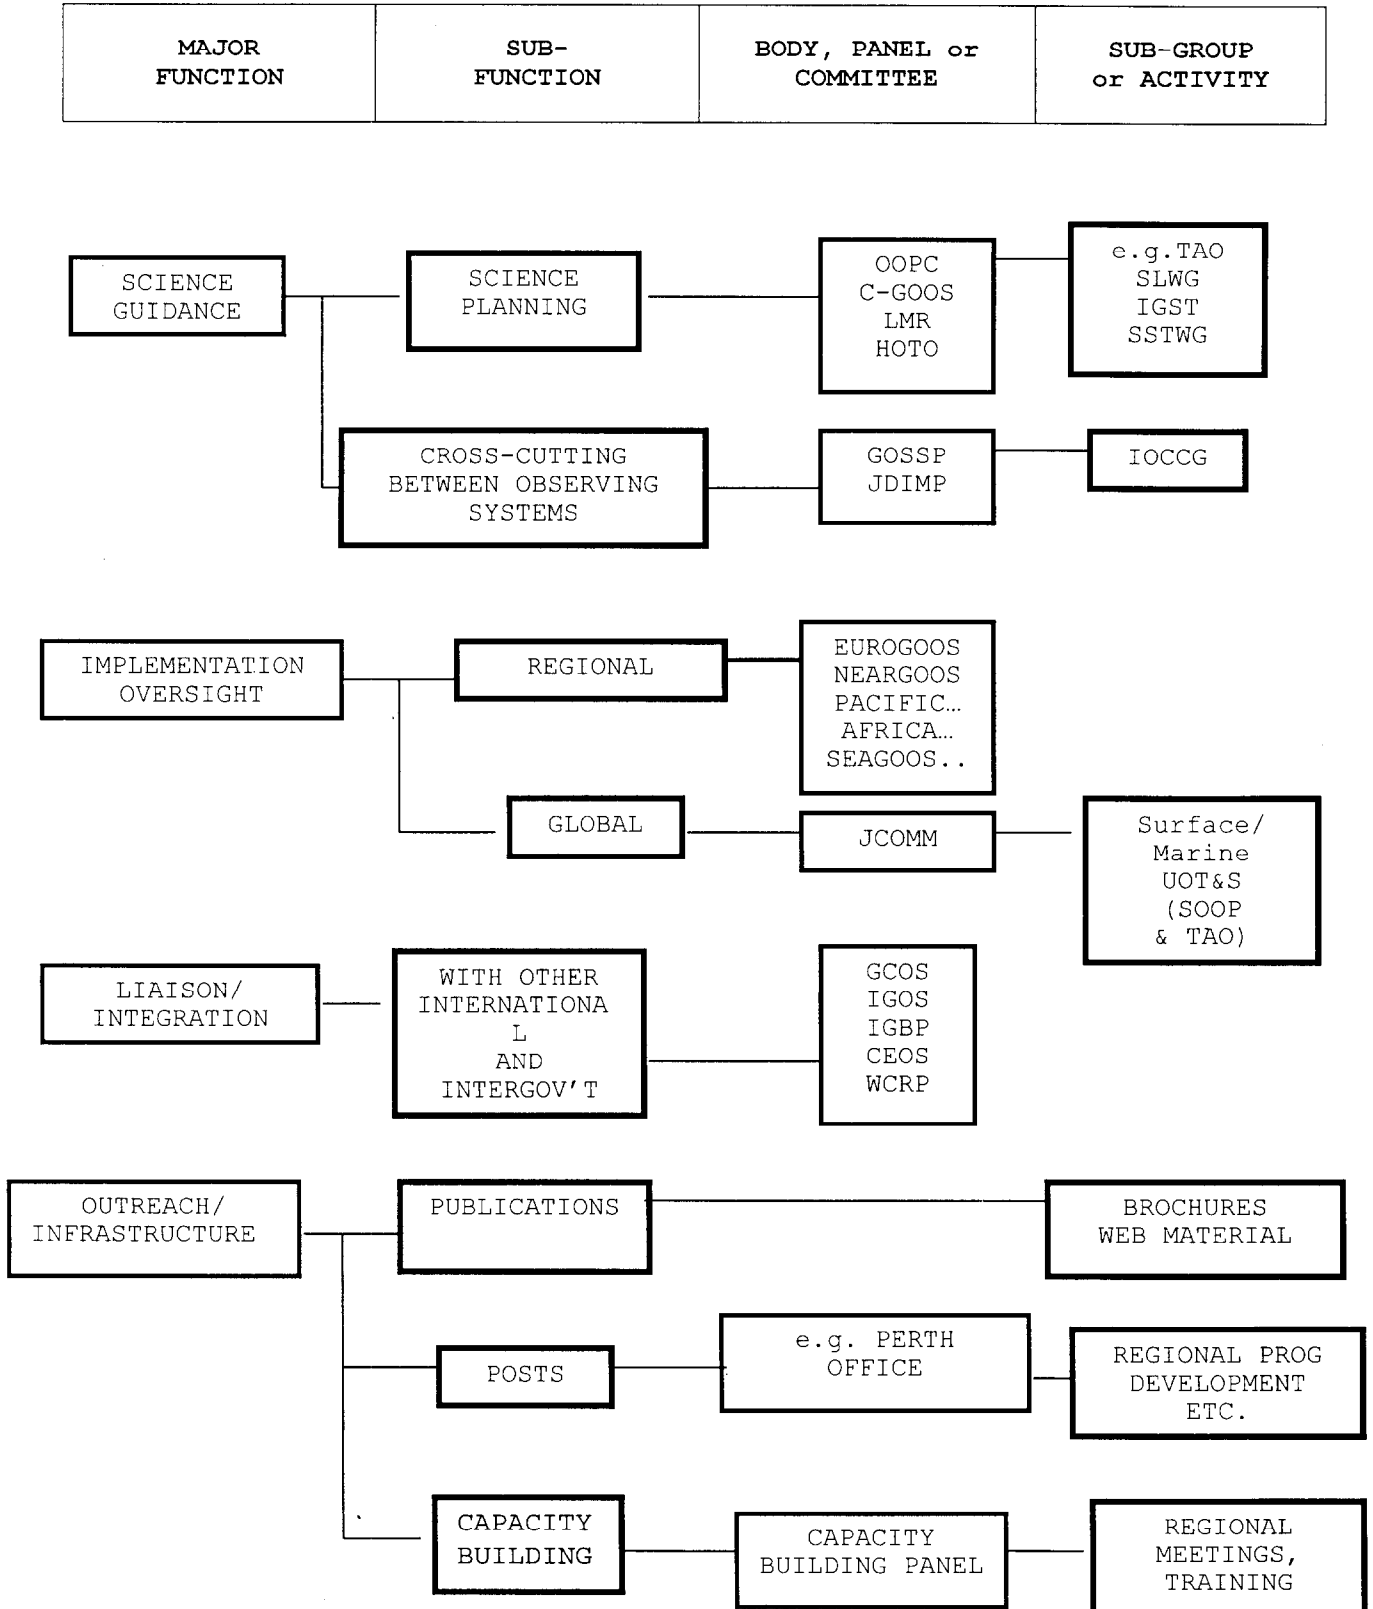 MAJOR
FUNCTION
SUB-
FUNCTION
BODY, PANEL or
COMMITTEE
SUB-GROUP
or ACTIVITY
SCIENCE
GUIDANCE
SCIENCE
PLANNING
OOPC
C-GOOS
LMR
HOTO
e.g.TAO
SLWG
IGST
SSTWG
CROSS-CUTTING
BETWEEN OBSERVING
SYSTEMS
GOSSP
JDIMP
IOCCG
IMPLEMENTATION
OVERSIGHT
REGIONAL
EUROGOOS
NEARGOOS
PACIFIC…
AFRICA…
SEAGOOS..
GLOBAL
JCOMM
Surface/
Marine
UOT&S
(SOOP
& TAO)
LIAISON/
INTEGRATION
WITH OTHER
INTERNATIONA
L
AND
INTERGOV'T
GCOS
IGOS
IGBP
CEOS
WCRP
OUTREACH/
INFRASTRUCTURE
PUBLICATIONS
BROCHURES
WEB MATERIAL
POSTS
e.g. PERTH
OFFICE
REGIONAL PROG
DEVELOPMENT
ETC.
CAPACITY
BUILDING
CAPACITY
BUILDING PANEL
REGIONAL
MEETINGS,
TRAINING